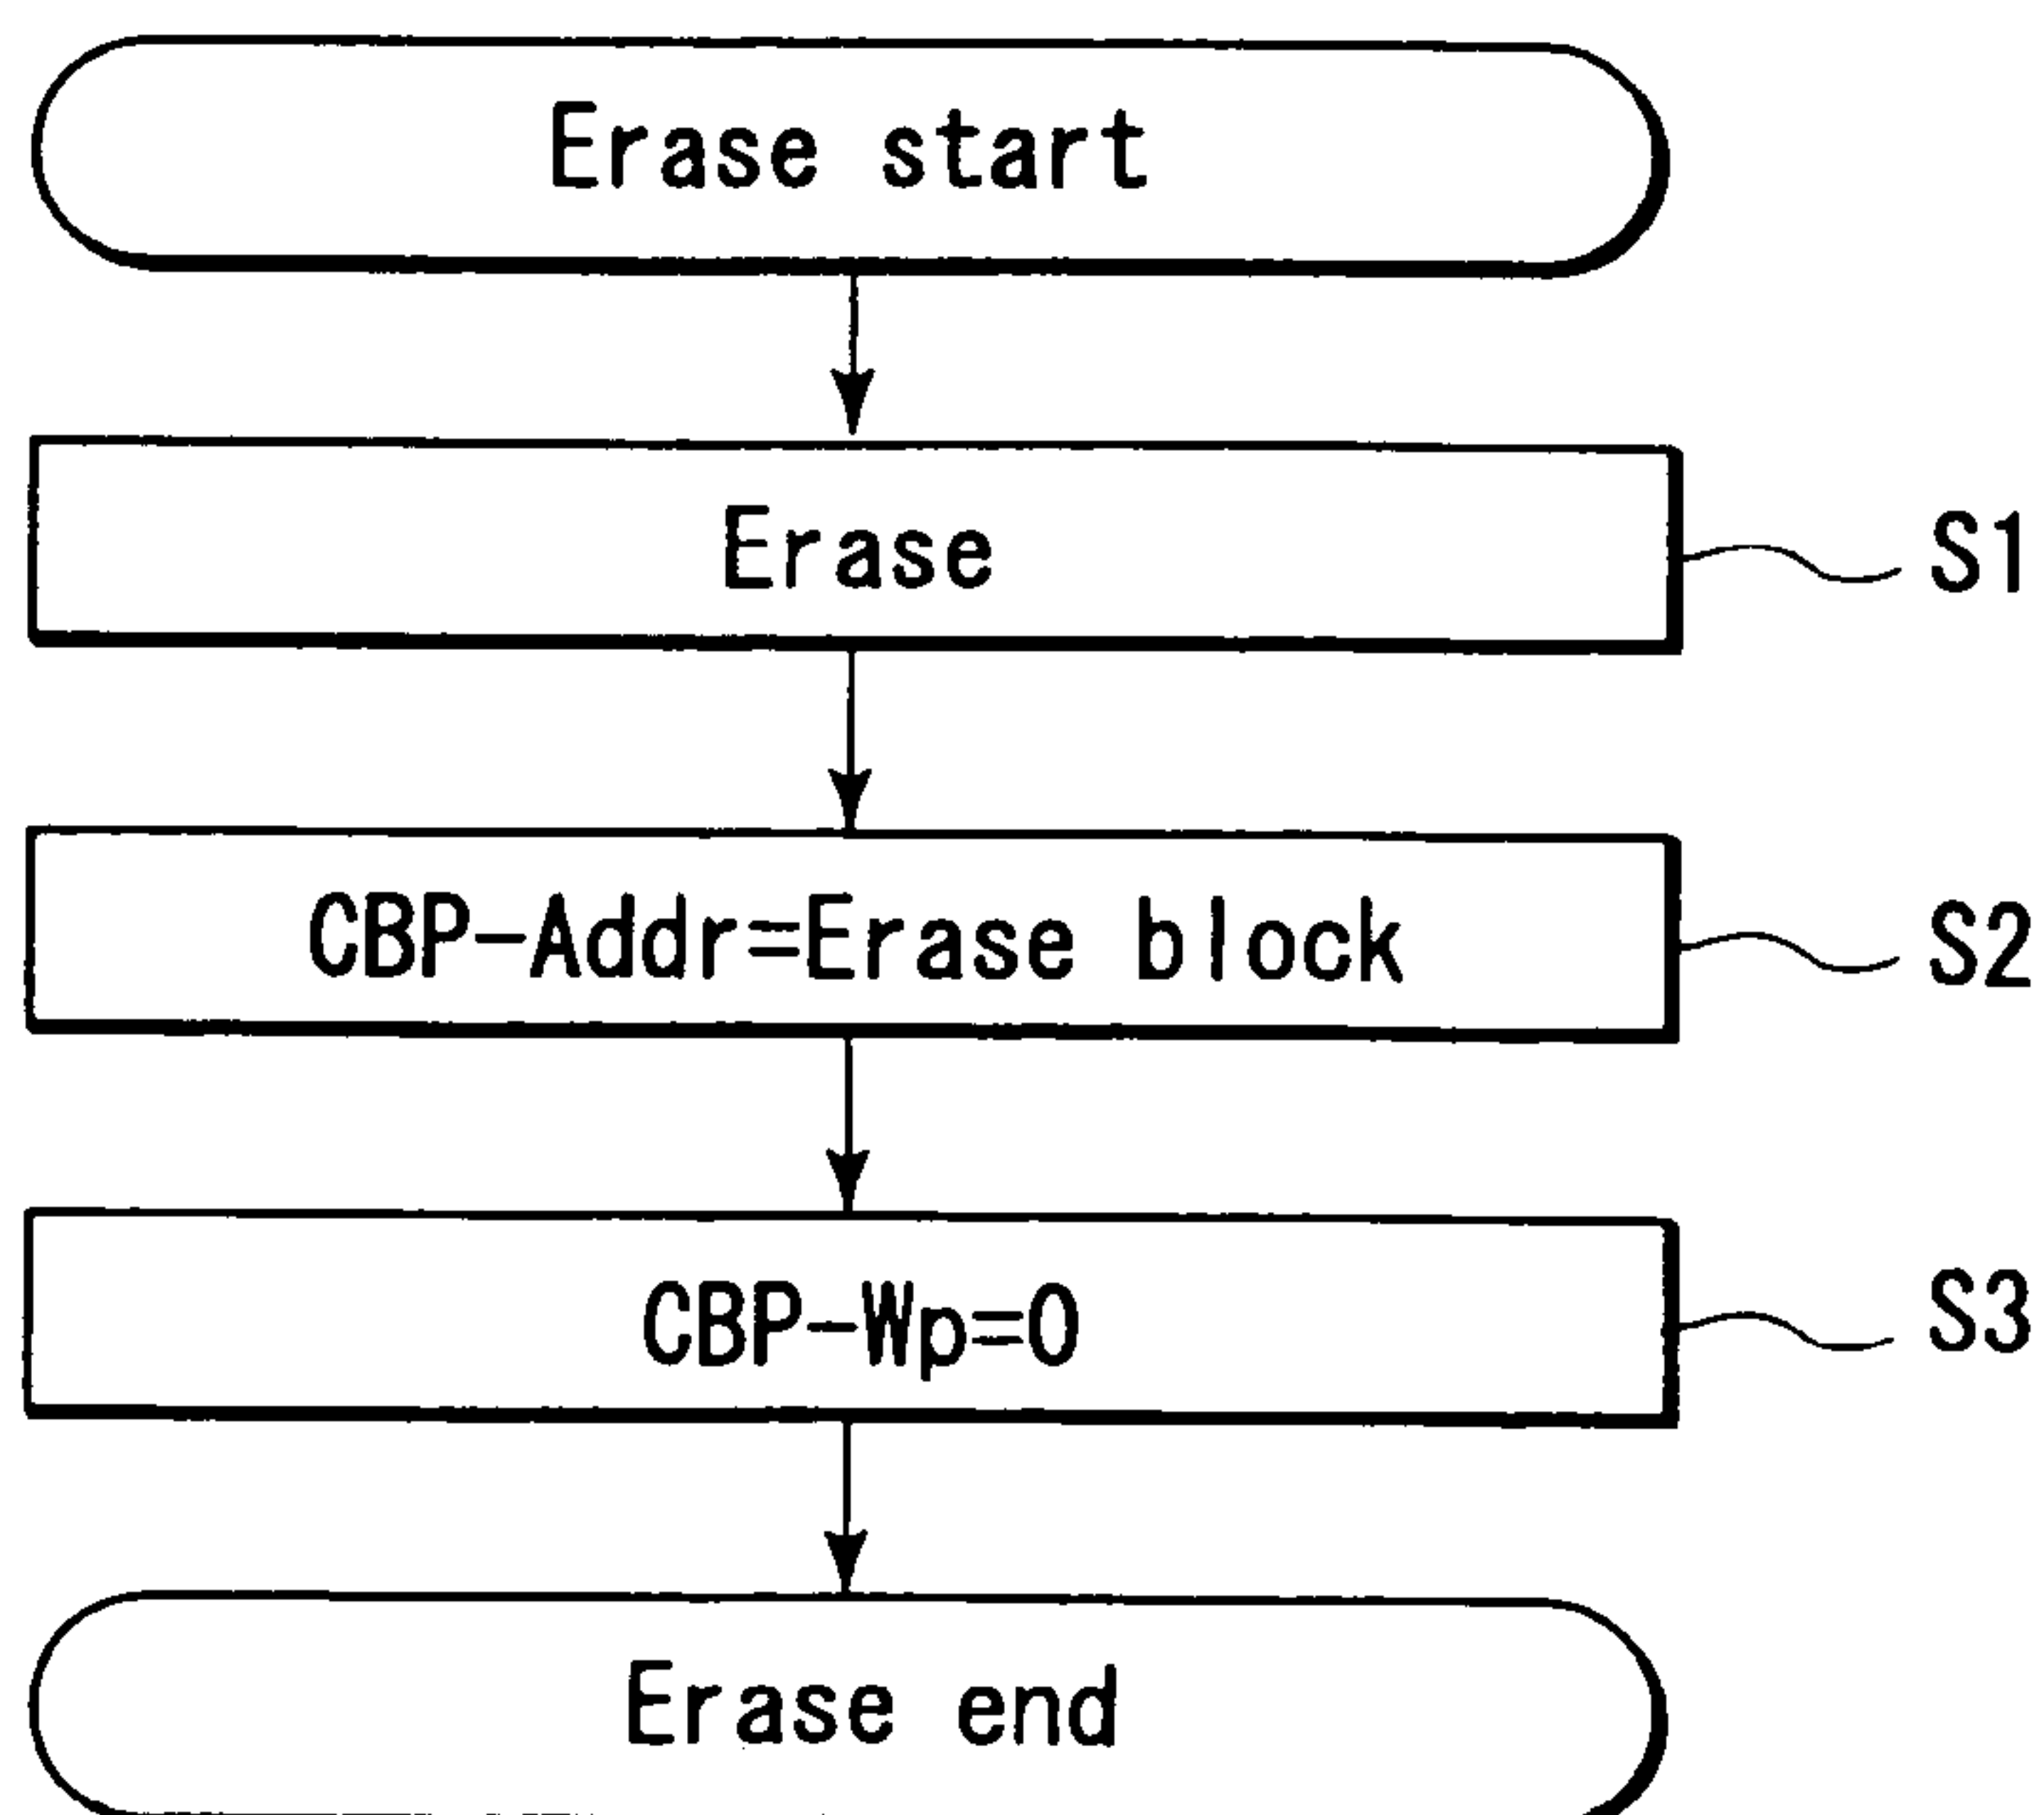 Erase start
Erase
S1
CBP-Addr=Erase block
S2
CBP-Wp=0
S3
Erase end